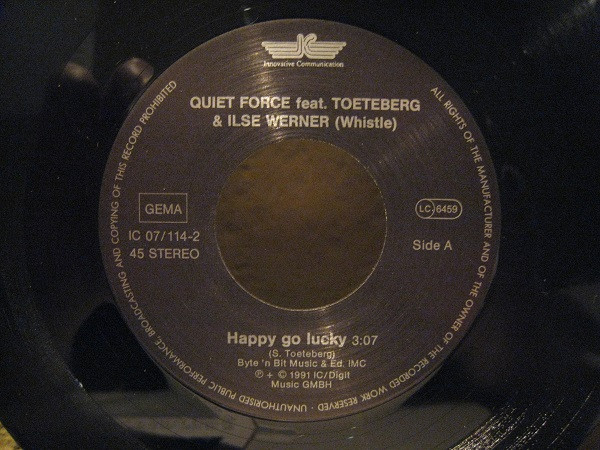 IC
Innovative Communication
QUIET FORCE feat. TOETEBERG
& ILSE WERNER (Whistle)
GEMA
IC 07/114-2
45 STEREO
LC 6459
Side A
Happy go lucky 3:07
(S. Toeteberg)
Byte 'n Bit Music & Ed. IMC
℗ + © 1991 IC/Digit
Music GMBH
ALL RIGHTS OF THE MANUFACTURER AND OF THE OWNER OF THE RECORDED WORK RESERVED · UNAUTHORISED PUBLIC PERFORMANCE, BROADCASTING AND COPYING OF THIS RECORD PROHIBITED